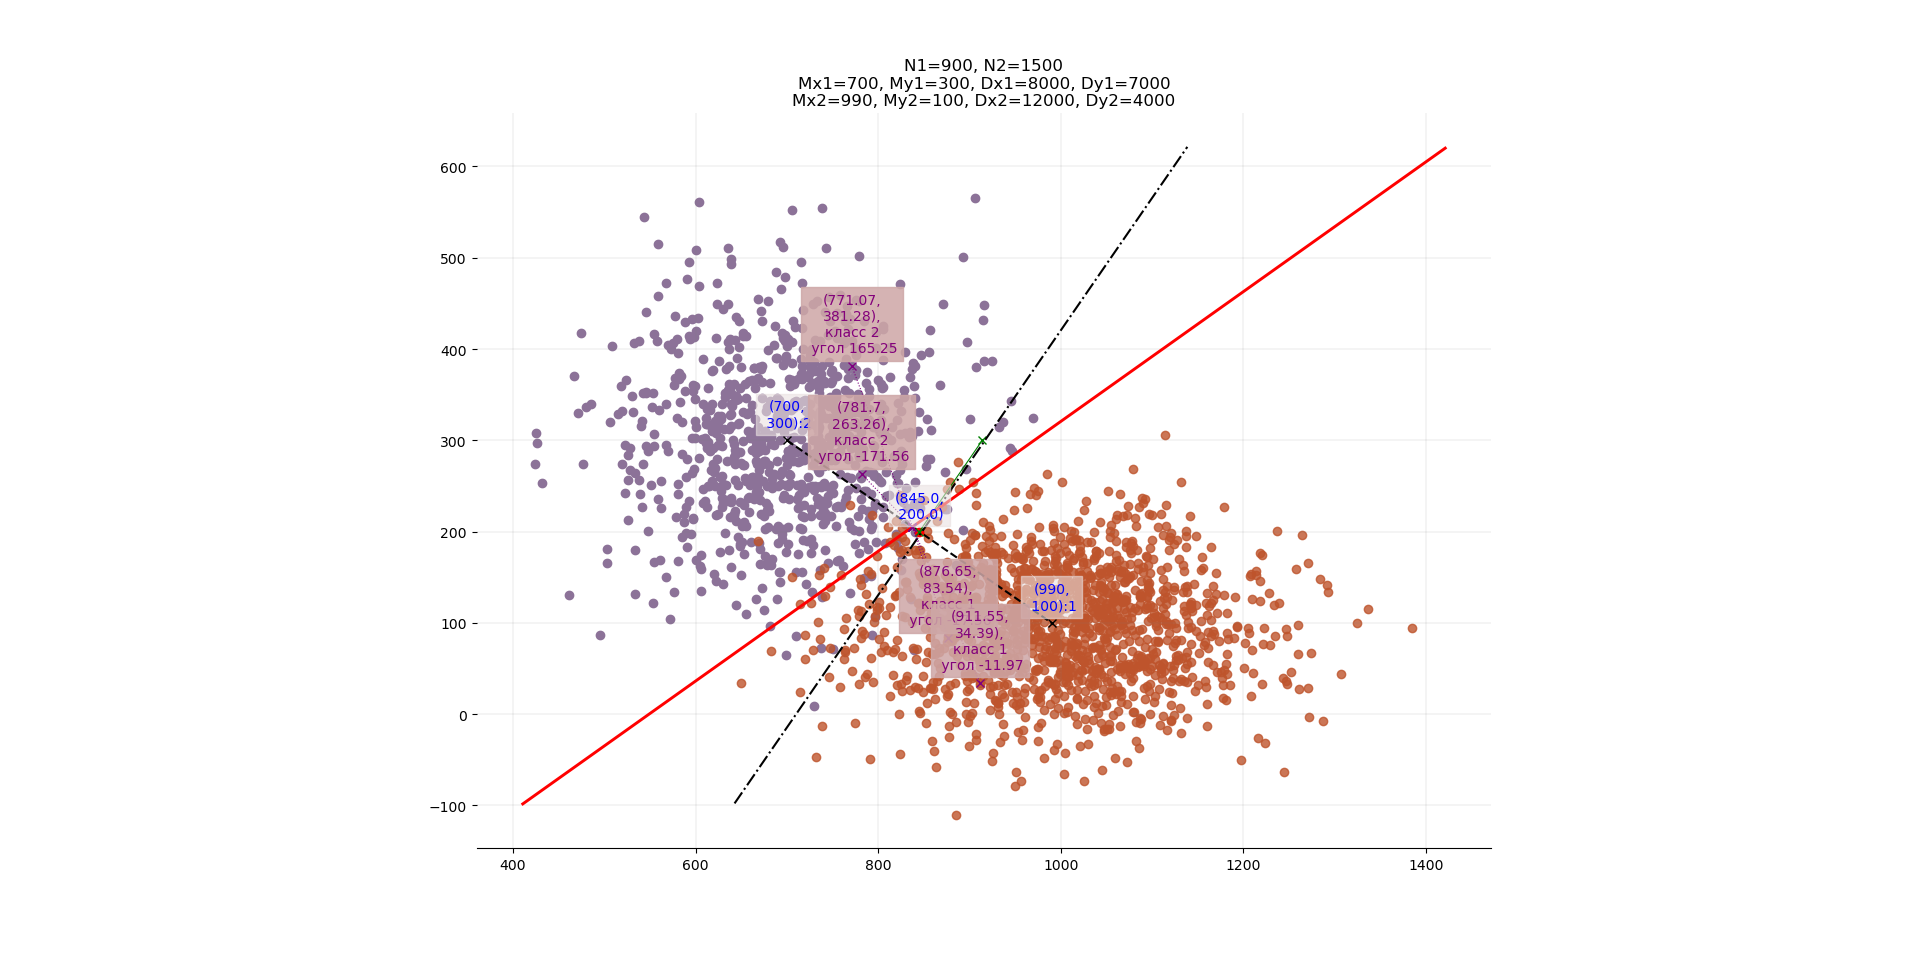 N1=900, N2=1500
Mx1=700, My1=300, Dx1=8000, Dy1=7000
Mx2=990, My2=100, Dx2=12000, Dy2=4000
600
500
400
300
200
100
0
−100
(771.07,
381.28),
класс 2
угол 165.25
(700,
300):2
(781.7,
263.26),
класс 2
угол -171.56
(845.0,
200.0)
(876.65,
83.54),
класс 1
(990,
100):1
(911.55,
34.39),
класс 1
угол -11.97
400
600
800
1000
1200
1400